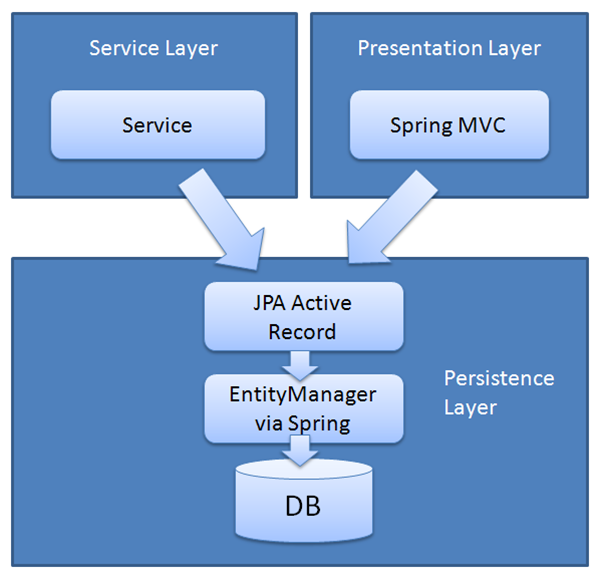 Service Layer
Service
Presentation Layer
Spring MVC
JPA Active
Record
EntityManager
via Spring
DB
Persistence
Layer